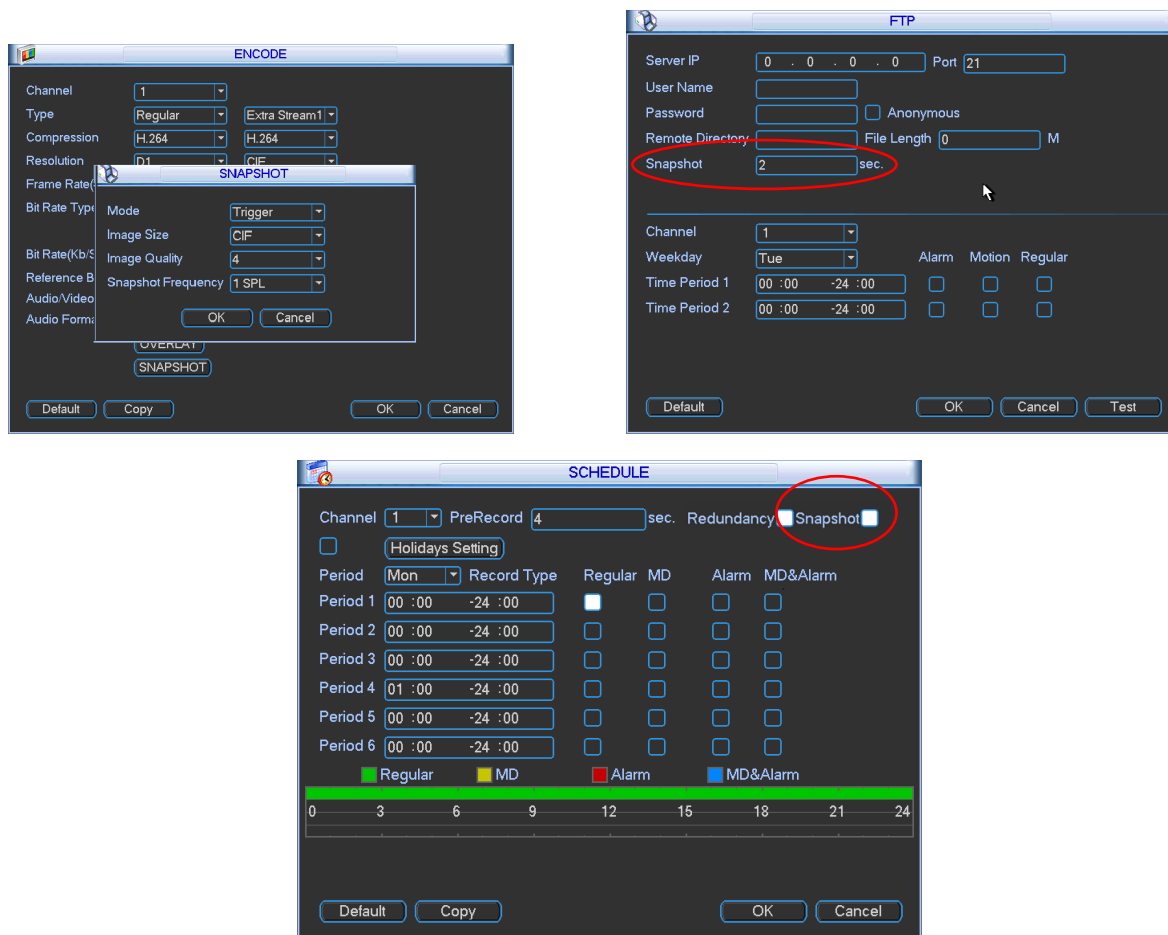 ENCODE
Channel 1
Type Regular Extra Stream1
Compression H.264 H.264
Resolution D1 CIF
Frame Rate(
Bit Rate Type
Bit Rate(Kb/S
Reference B
Audio/Video
Audio Forma
SNAPSHOT
Mode Trigger
Image Size CIF
Image Quality 4
Snapshot Frequency 1 SPL
OK Cancel
OVERLAY
SNAPSHOT
Default Copy OK Cancel
FTP
Server IP 0 . 0 . 0 . 0 Port 21
User Name
Password Anonymous
Remote Directory File Length 0 M
Snapshot 2 sec.
Channel 1
Weekday Tue Alarm Motion Regular
Time Period 1 00 :00 -24 :00
Time Period 2 00 :00 -24 :00
Default OK Cancel Test
SCHEDULE
Channel 1 PreRecord 4 sec. Redundancy Snapshot
Holidays Setting
Period Mon Record Type Regular MD Alarm MD&Alarm
Period 1 00 :00 -24 :00
Period 2 00 :00 -24 :00
Period 3 00 :00 -24 :00
Period 4 01 :00 -24 :00
Period 5 00 :00 -24 :00
Period 6 00 :00 -24 :00
Regular MD Alarm MD&Alarm
0 3 6 9 12 15 18 21 24
Default Copy OK Cancel